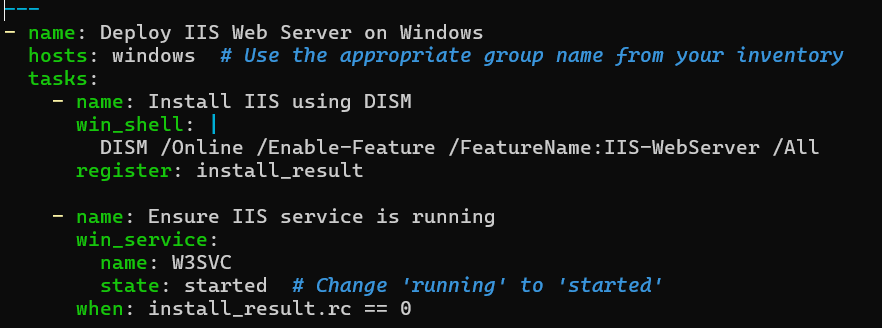 ---
- name: Deploy IIS Web Server on Windows
  hosts: windows  # Use the appropriate group name from your inventory
  tasks:
    - name: Install IIS using DISM
      win_shell: |
        DISM /Online /Enable-Feature /FeatureName:IIS-WebServer /All
      register: install_result

    - name: Ensure IIS service is running
      win_service:
        name: W3SVC
        state: started  # Change 'running' to 'started'
      when: install_result.rc == 0